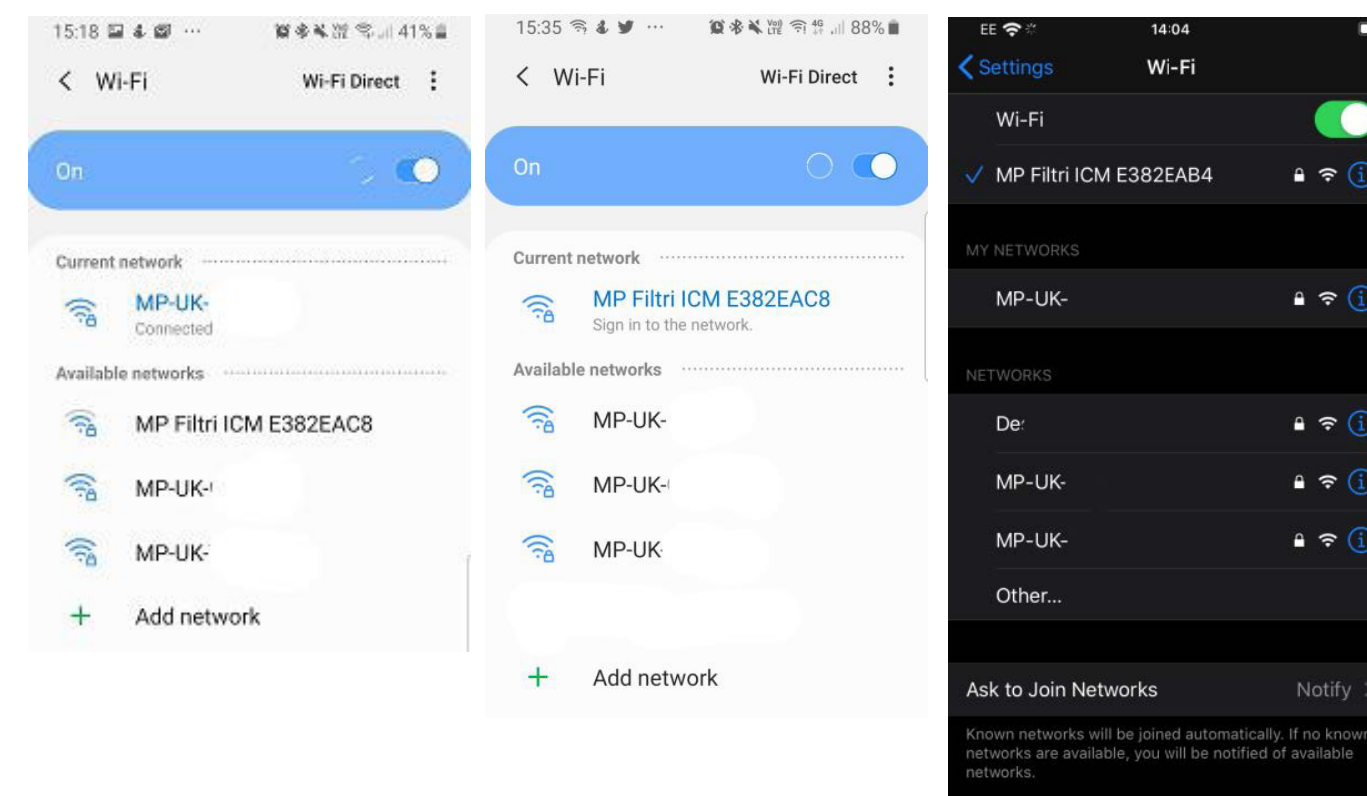 15:18 41%
Wi-Fi Wi-Fi Direct
On
Current network
MP-UK-
Connected
Available networks
MP Filtri ICM E382EAC8
MP-UK-
MP-UK-
Add network
15:35 88%
Wi-Fi Wi-Fi Direct
On
Current network
MP Filtri ICM E382EAC8
Sign in to the network.
Available networks
MP-UK-
MP-UK-
MP-UK-
Add network
EE 14:04
Settings Wi-Fi
Wi-Fi
MP Filtri ICM E382EAB4
MY NETWORKS
MP-UK-
NETWORKS
MP-UK-
MP-UK-
Other...
Ask to Join Networks Notify
Known networks will be joined automatically. If no known
networks are available, you will be notified of available
networks.